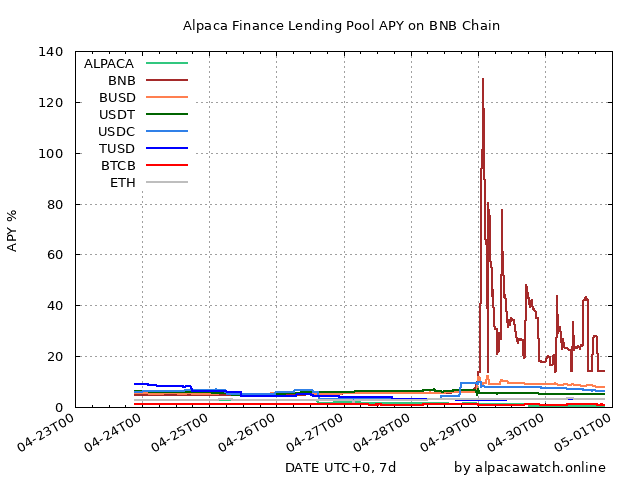 Alpaca Finance Lending Pool APY on BNB Chain
140
120
100
80
60
40
20
0
APY %
ALPACA
BNB
BUSD
USDT
USDC
TUSD
BTCB
ETH
04-23T00
04-24T00
04-25T00
04-26T00
04-27T00
04-28T00
04-29T00
04-30T00
05-01T00
DATE UTC+0, 7d
by alpacawatch.online